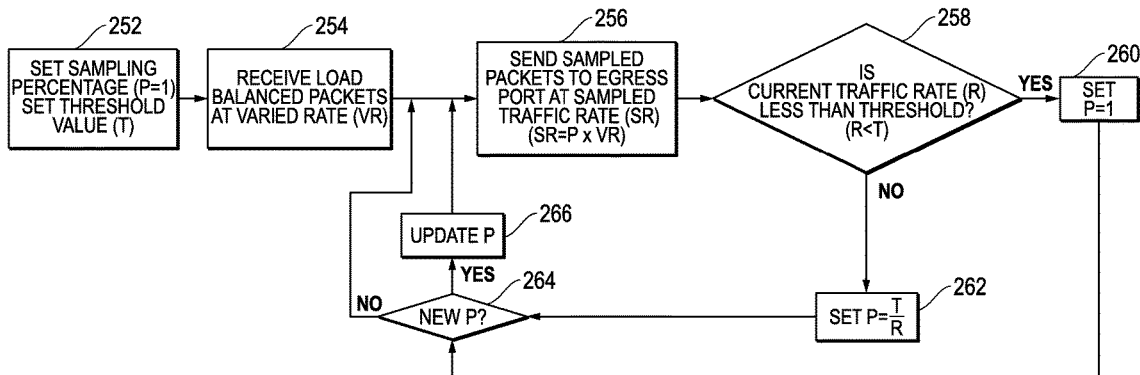 252
SET SAMPLING
PERCENTAGE (P=1)
SET THRESHOLD
VALUE (T)
254
RECEIVE LOAD
BALANCED PACKETS
AT VARIED RATE (VR)
256
SEND SAMPLED
PACKETS TO EGRESS
PORT AT SAMPLED
TRAFFIC RATE (SR)
(SR=P x VR)
258
IS
CURRENT TRAFFIC RATE (R)
LESS THAN THRESHOLD?
(R<T)
YES
260
SET
P=1
NO
262
SET P=T/R
264
NEW P?
NO
YES
266
UPDATE P